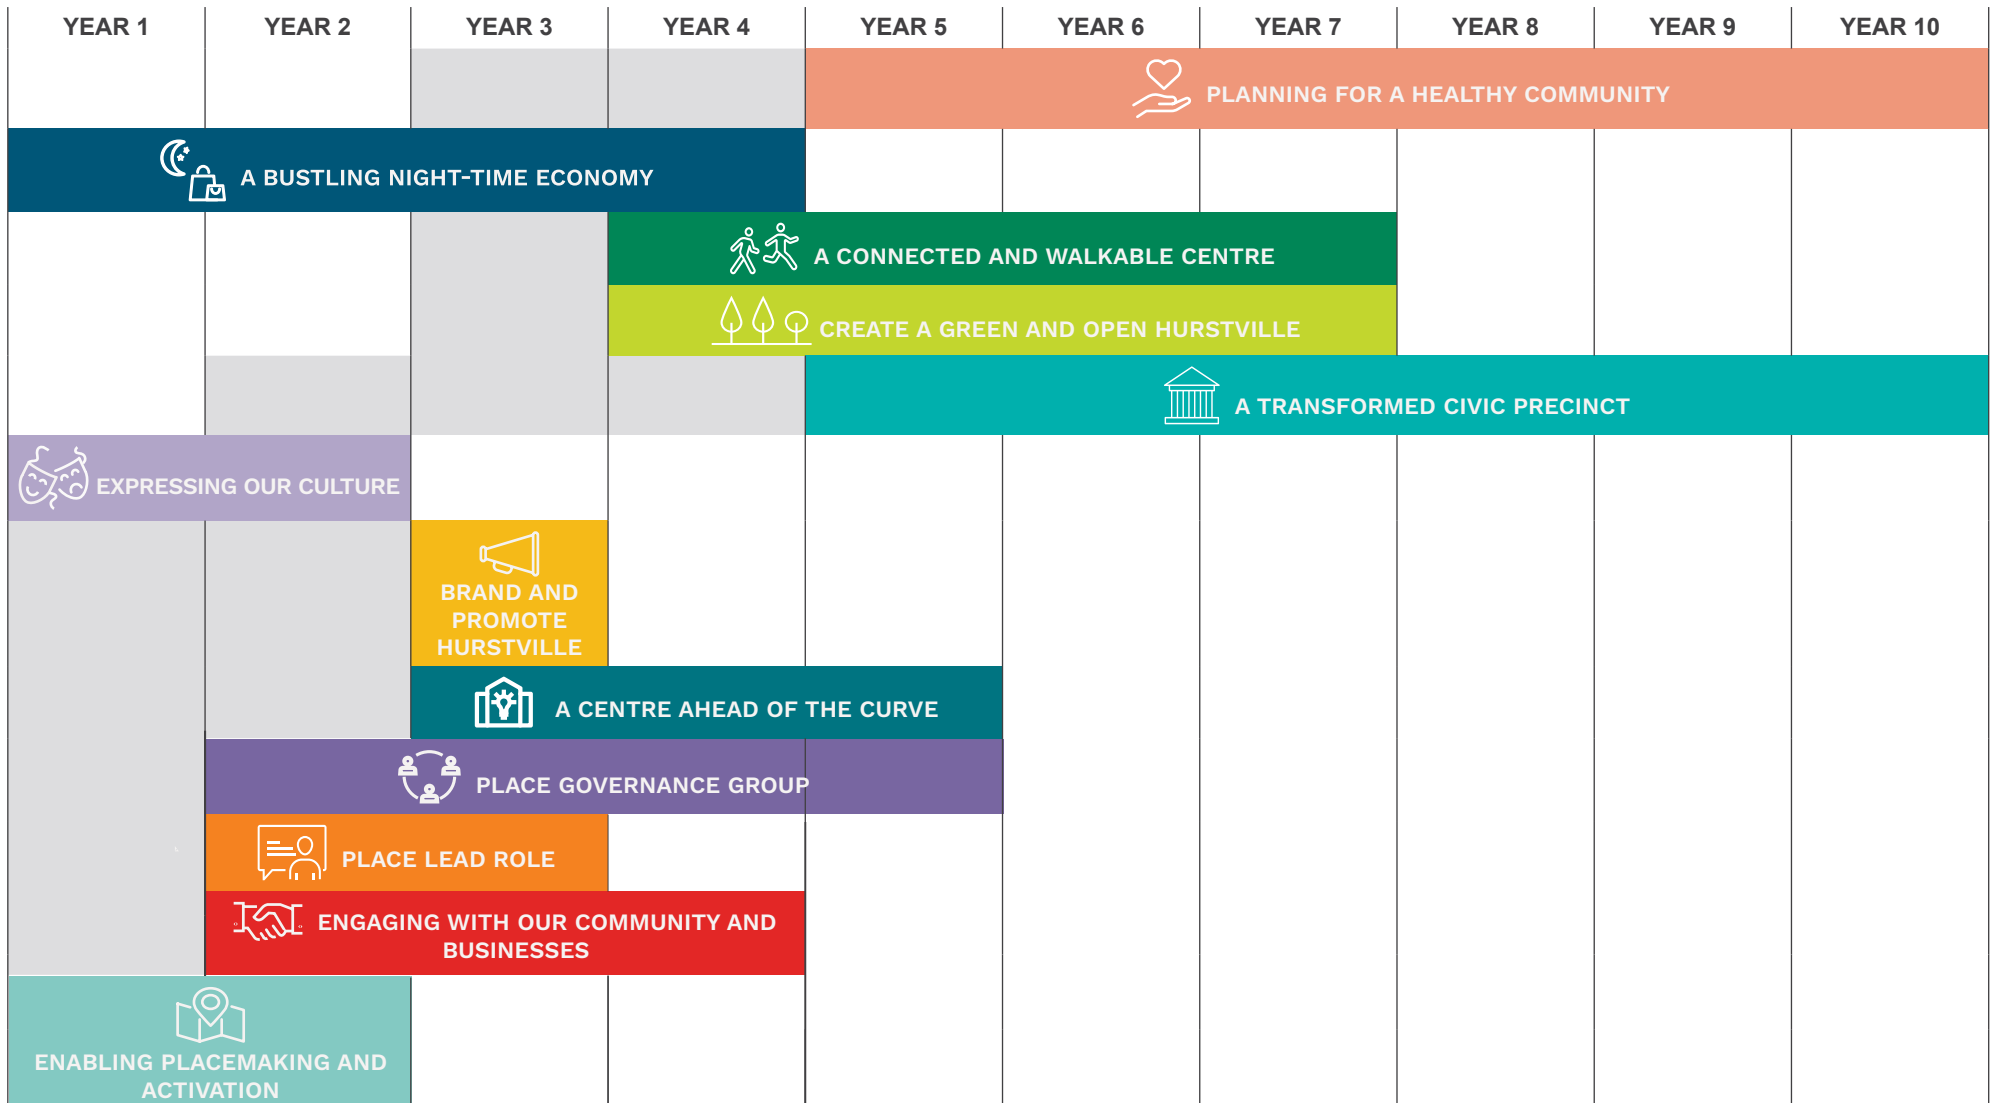 YEAR 1 YEAR 2 YEAR 3 YEAR 4 YEAR 5 YEAR 6 YEAR 7 YEAR 8 YEAR 9 YEAR 10
PLANNING FOR A HEALTHY COMMUNITY
A BUSTLING NIGHT-TIME ECONOMY
A CONNECTED AND WALKABLE CENTRE
CREATE A GREEN AND OPEN HURSTVILLE
A TRANSFORMED CIVIC PRECINCT
EXPRESSING OUR CULTURE
BRAND AND
PROMOTE
HURSTVILLE
A CENTRE AHEAD OF THE CURVE
PLACE GOVERNANCE GROUP
PLACE LEAD ROLE
ENGAGING WITH OUR COMMUNITY AND
BUSINESSES
ENABLING PLACEMAKING AND
ACTIVATION